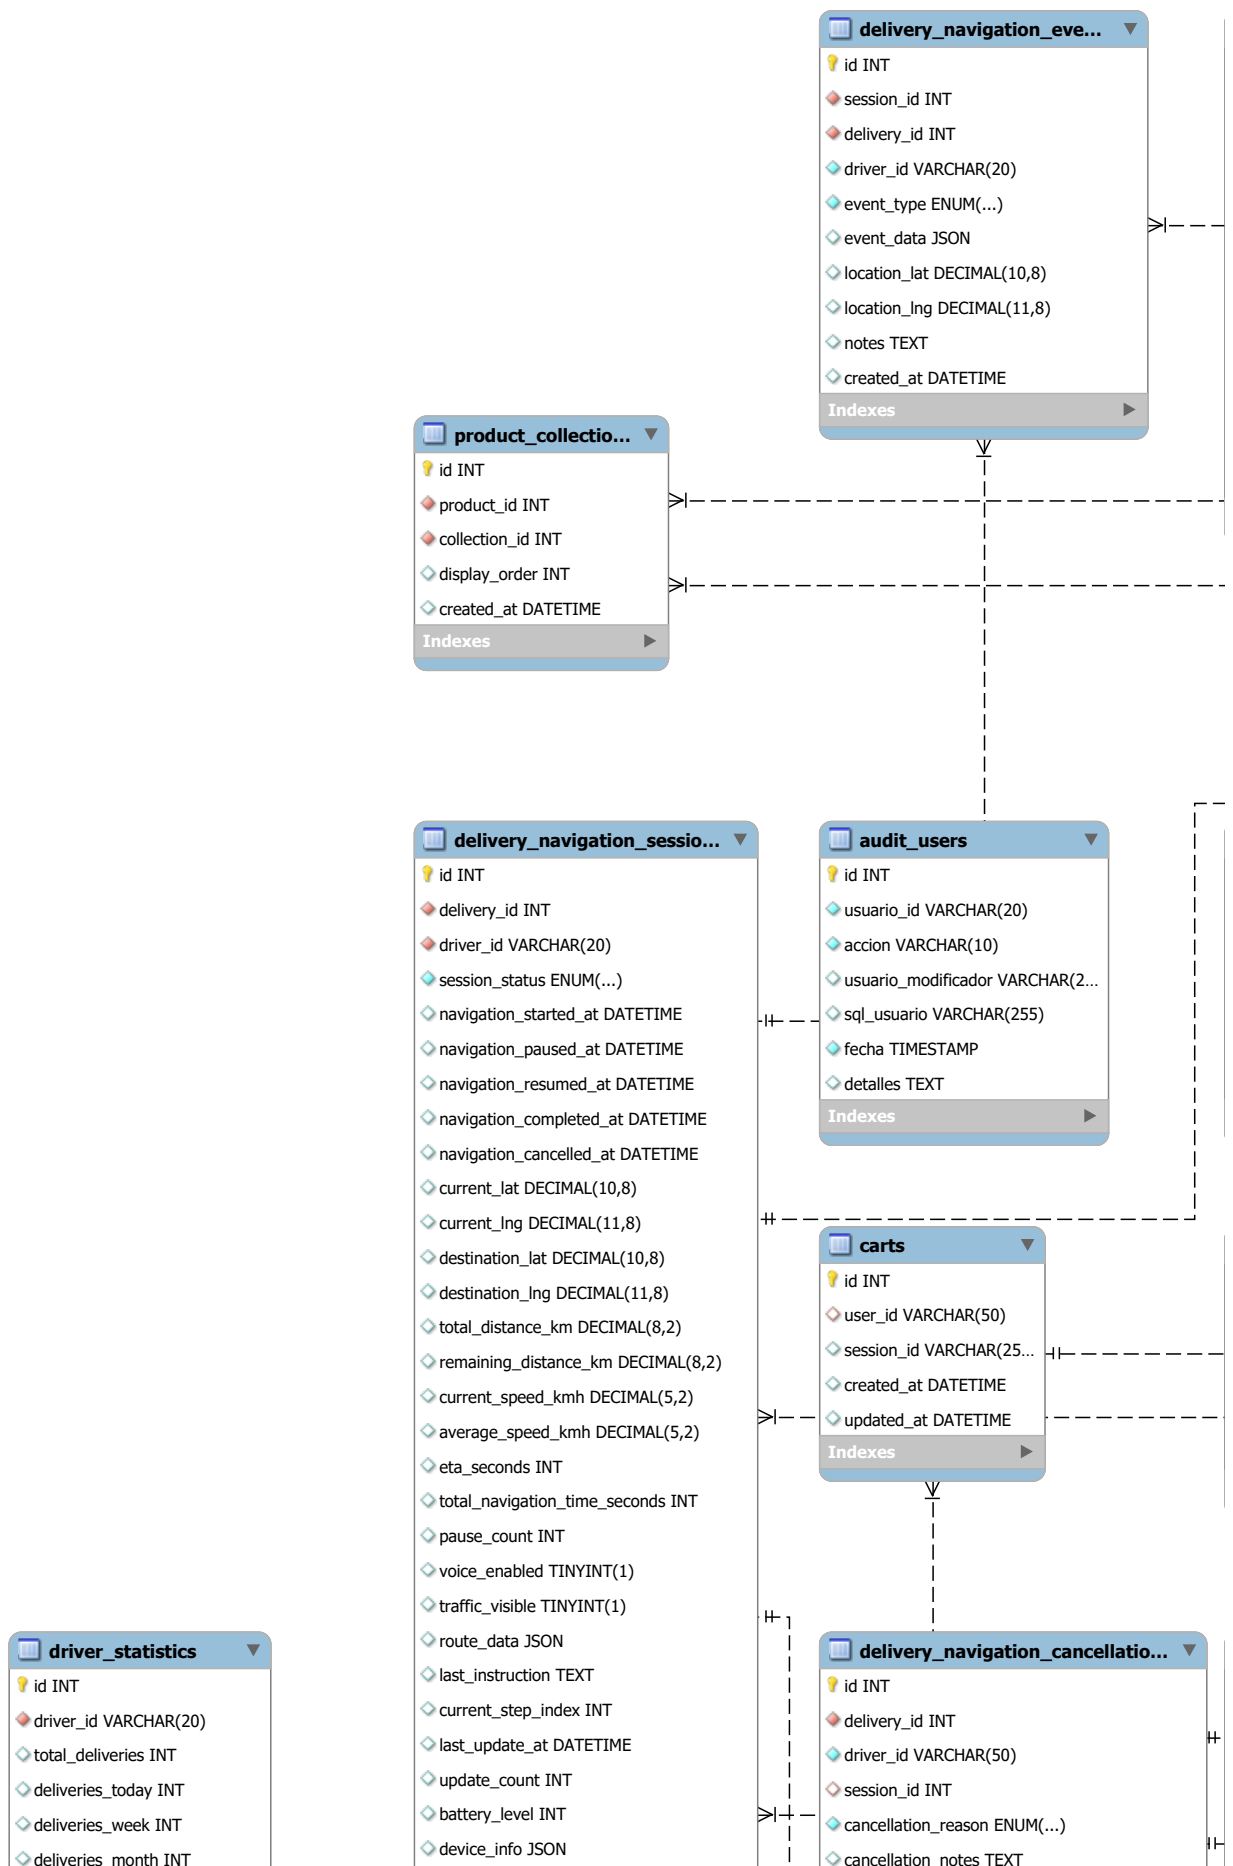 delivery_navigation_eve...
id INT
session_id INT
delivery_id INT
driver_id VARCHAR(20)
event_type ENUM(...)
event_data JSON
location_lat DECIMAL(10,8)
location_lng DECIMAL(11,8)
notes TEXT
created_at DATETIME
Indexes
product_collectio...
id INT
product_id INT
collection_id INT
display_order INT
created_at DATETIME
Indexes
delivery_navigation_sessio...
id INT
delivery_id INT
driver_id VARCHAR(20)
session_status ENUM(...)
navigation_started_at DATETIME
navigation_paused_at DATETIME
navigation_resumed_at DATETIME
navigation_completed_at DATETIME
navigation_cancelled_at DATETIME
current_lat DECIMAL(10,8)
current_lng DECIMAL(11,8)
destination_lat DECIMAL(10,8)
destination_lng DECIMAL(11,8)
total_distance_km DECIMAL(8,2)
remaining_distance_km DECIMAL(8,2)
current_speed_kmh DECIMAL(5,2)
average_speed_kmh DECIMAL(5,2)
eta_seconds INT
total_navigation_time_seconds INT
pause_count INT
voice_enabled TINYINT(1)
traffic_visible TINYINT(1)
route_data JSON
last_instruction TEXT
current_step_index INT
last_update_at DATETIME
update_count INT
battery_level INT
device_info JSON
audit_users
id INT
usuario_id VARCHAR(20)
accion VARCHAR(10)
usuario_modificador VARCHAR(2...
sql_usuario VARCHAR(255)
fecha TIMESTAMP
detalles TEXT
Indexes
carts
id INT
user_id VARCHAR(50)
session_id VARCHAR(25...
created_at DATETIME
updated_at DATETIME
Indexes
driver_statistics
id INT
driver_id VARCHAR(20)
total_deliveries INT
deliveries_today INT
deliveries_week INT
deliveries_month INT
delivery_navigation_cancellatio...
id INT
delivery_id INT
driver_id VARCHAR(50)
session_id INT
cancellation_reason ENUM(...)
cancellation_notes TEXT